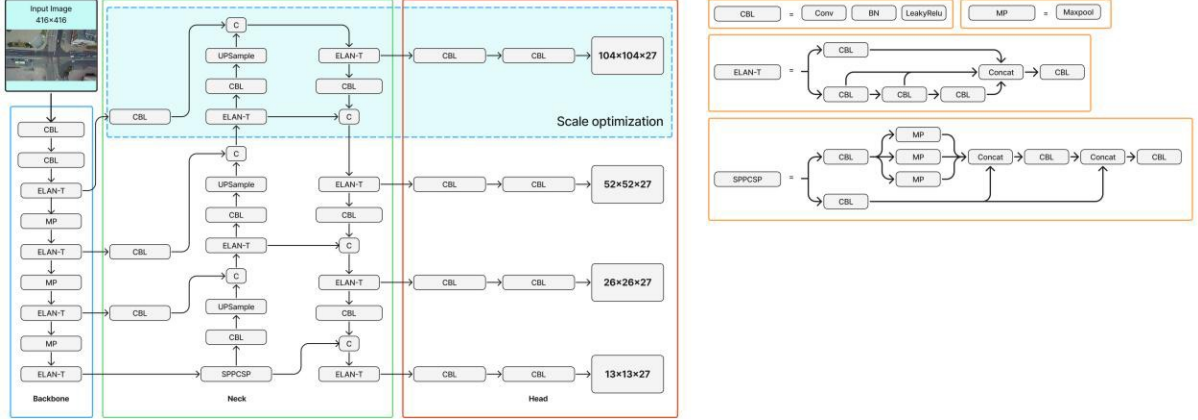 Input Image
416×416
CBL
CBL
ELAN-T
MP
ELAN-T
MP
ELAN-T
MP
ELAN-T
Backbone
C
UPSample
CBL
CBL
ELAN-T
C
UPSample
CBL
CBL
ELAN-T
C
CBL
UPSample
CBL
SPPCSP
ELAN-T
CBL
C
ELAN-T
CBL
C
ELAN-T
CBL
C
ELAN-T
Neck
Scale optimization
CBL
CBL
104×104×27
CBL
CBL
52×52×27
CBL
CBL
26×26×27
CBL
CBL
13×13×27
Head
CBL = Conv BN LeakyRelu
MP = Maxpool
ELAN-T =
CBL
Concat CBL
CBL CBL CBL
SPPCSP =
MP
CBL MP Concat CBL Concat CBL
MP
CBL